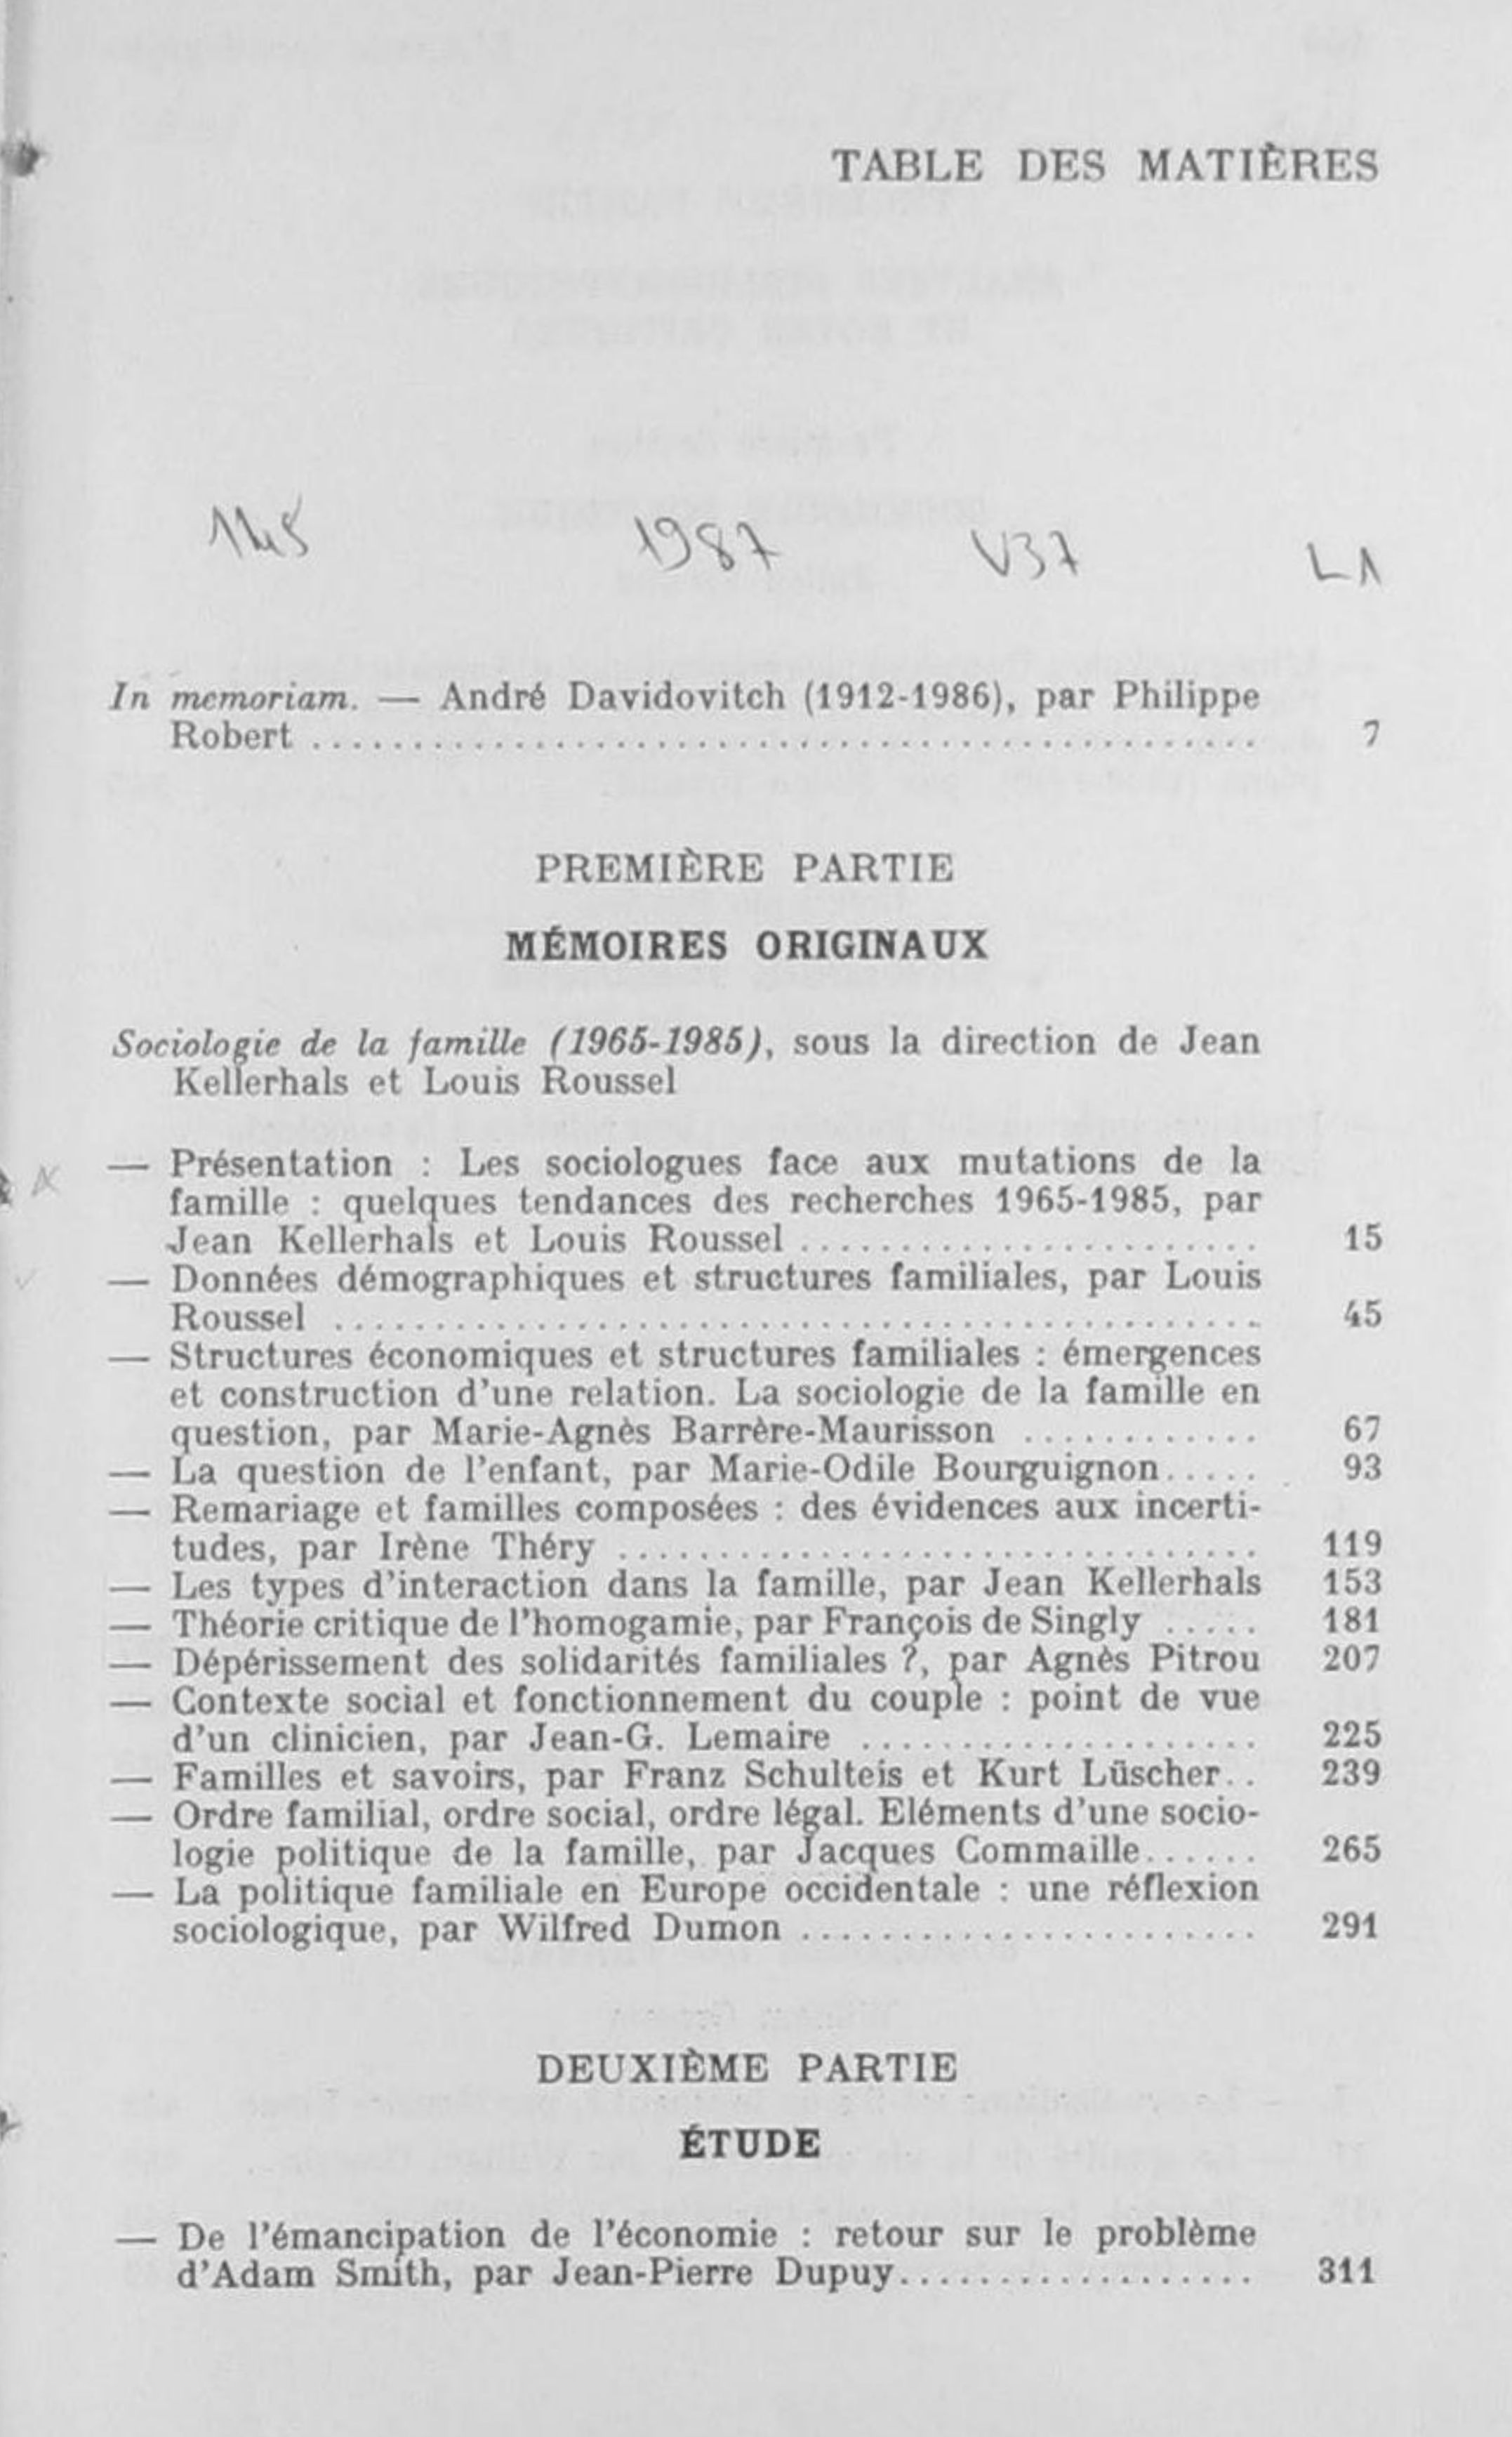 TABLE DES MATIÈRES
1987 V37 L1
In memoriam. — André Davidovitch (1912-1986), par Philippe
Robert .......... 7
PREMIÈRE PARTIE
MÉMOIRES ORIGINAUX
Sociologie de la famille (1965-1985), sous la direction de Jean
Kellerhals et Louis Roussel
— Présentation : Les sociologues face aux mutations de la
famille : quelques tendances des recherches 1965-1985, par
Jean Kellerhals et Louis Roussel .......... 15
— Données démographiques et structures familiales, par Louis
Roussel .......... 45
— Structures économiques et structures familiales : émergences
et construction d'une relation. La sociologie de la famille en
question, par Marie-Agnès Barrère-Maurisson .......... 67
— La question de l'enfant, par Marie-Odile Bourguignon..... 93
— Remariage et familles composées : des évidences aux incerti-
tudes, par Irène Théry .......... 119
— Les types d'interaction dans la famille, par Jean Kellerhals 153
— Théorie critique de l'homogamie, par François de Singly ..... 181
— Dépérissement des solidarités familiales ?, par Agnès Pitrou 207
— Contexte social et fonctionnement du couple : point de vue
d'un clinicien, par Jean-G. Lemaire .......... 225
— Familles et savoirs, par Franz Schulteis et Kurt Lüscher.. 239
— Ordre familial, ordre social, ordre légal. Eléments d'une socio-
logie politique de la famille, par Jacques Commaille...... 265
— La politique familiale en Europe occidentale : une réflexion
sociologique, par Wilfred Dumon .......... 291
DEUXIÈME PARTIE
ÉTUDE
— De l'émancipation de l'économie : retour sur le problème
d'Adam Smith, par Jean-Pierre Dupuy.......... 311